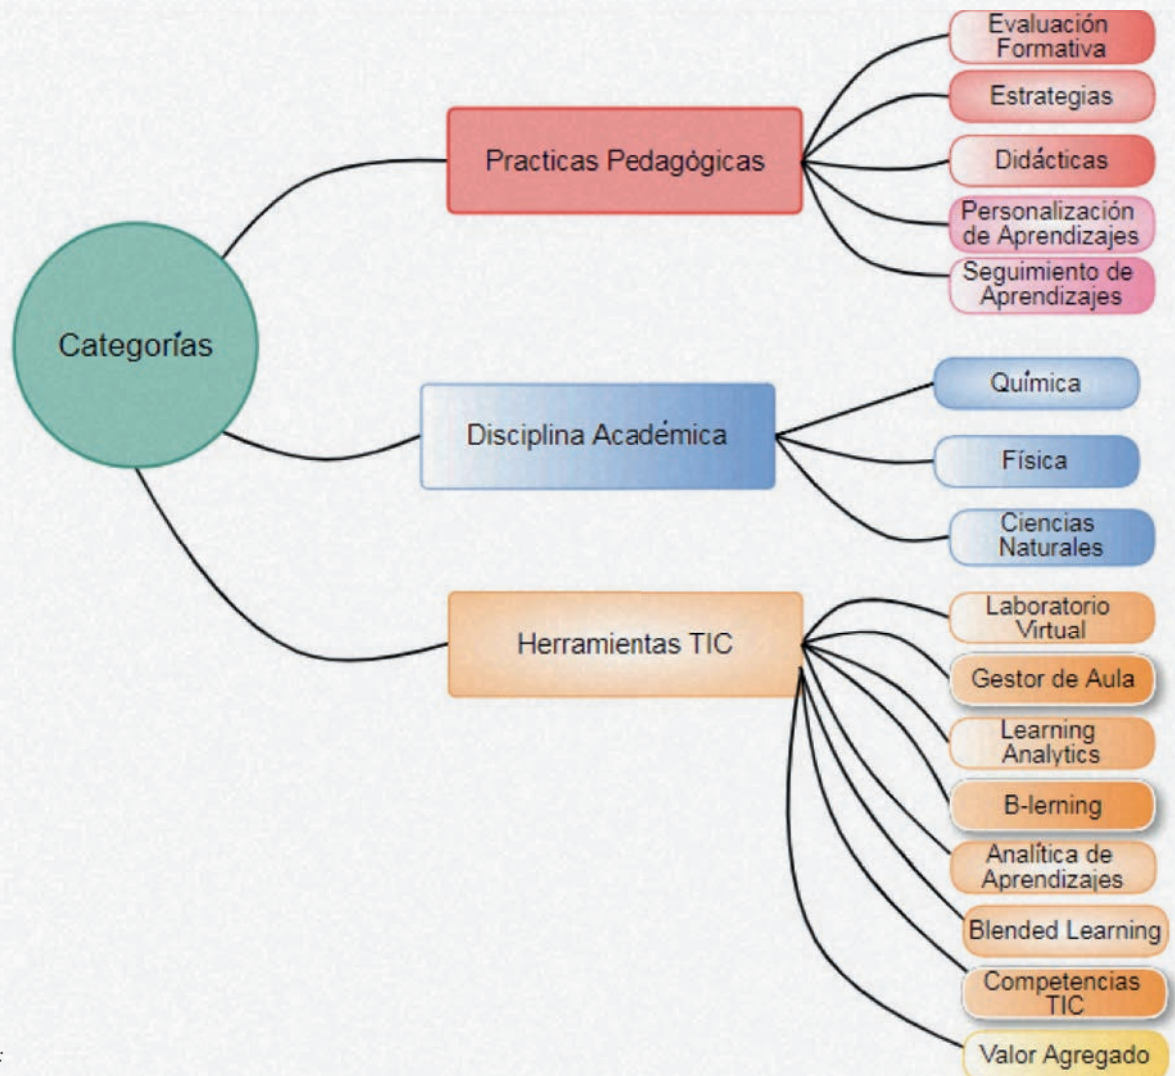 Categorías
Practicas Pedagógicas
Evaluación
Formativa
Estrategias
Didácticas
Personalización
de Aprendizajes
Seguimiento de
Aprendizajes
Disciplina Académica
Química
Física
Ciencias
Naturales
Herramientas TIC
Laboratorio
Virtual
Gestor de Aula
Learning
Analytics
B-lerning
Analítica de
Aprendizajes
Blended Learning
Competencias
TIC
Valor Agregado